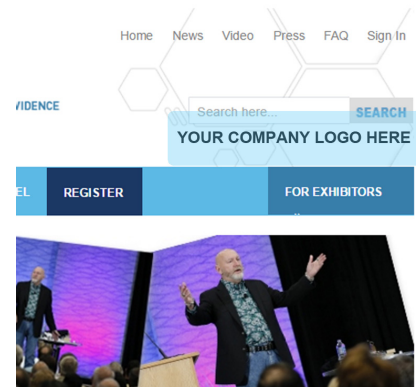 Home News Video Press FAQ Sign In
VIDENCE
Search here... SEARCH
YOUR COMPANY LOGO HERE
EL REGISTER FOR EXHIBITORS